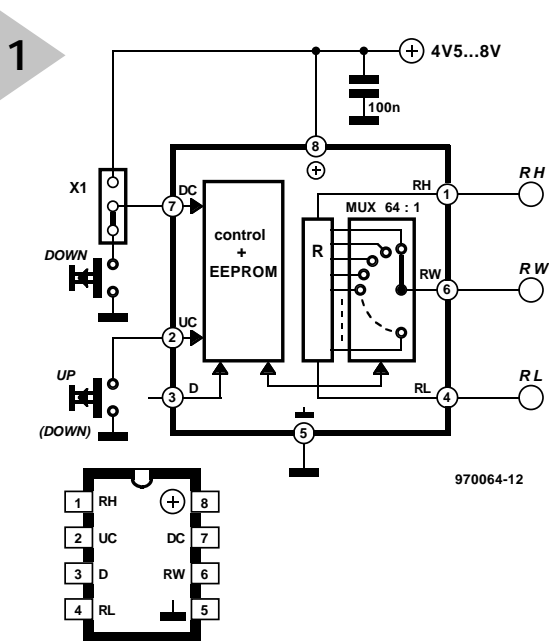 1
4V5...8V
100n
8
X1
DC
7
RH
1
RH
MUX 64 : 1
control
+
EEPROM
R
DOWN
RW
6
RW
UC
2
UP
3
D
RL
4
RL
(DOWN)
5
970064-12
1 RH 8
2 UC DC 7
3 D RW 6
4 RL 5